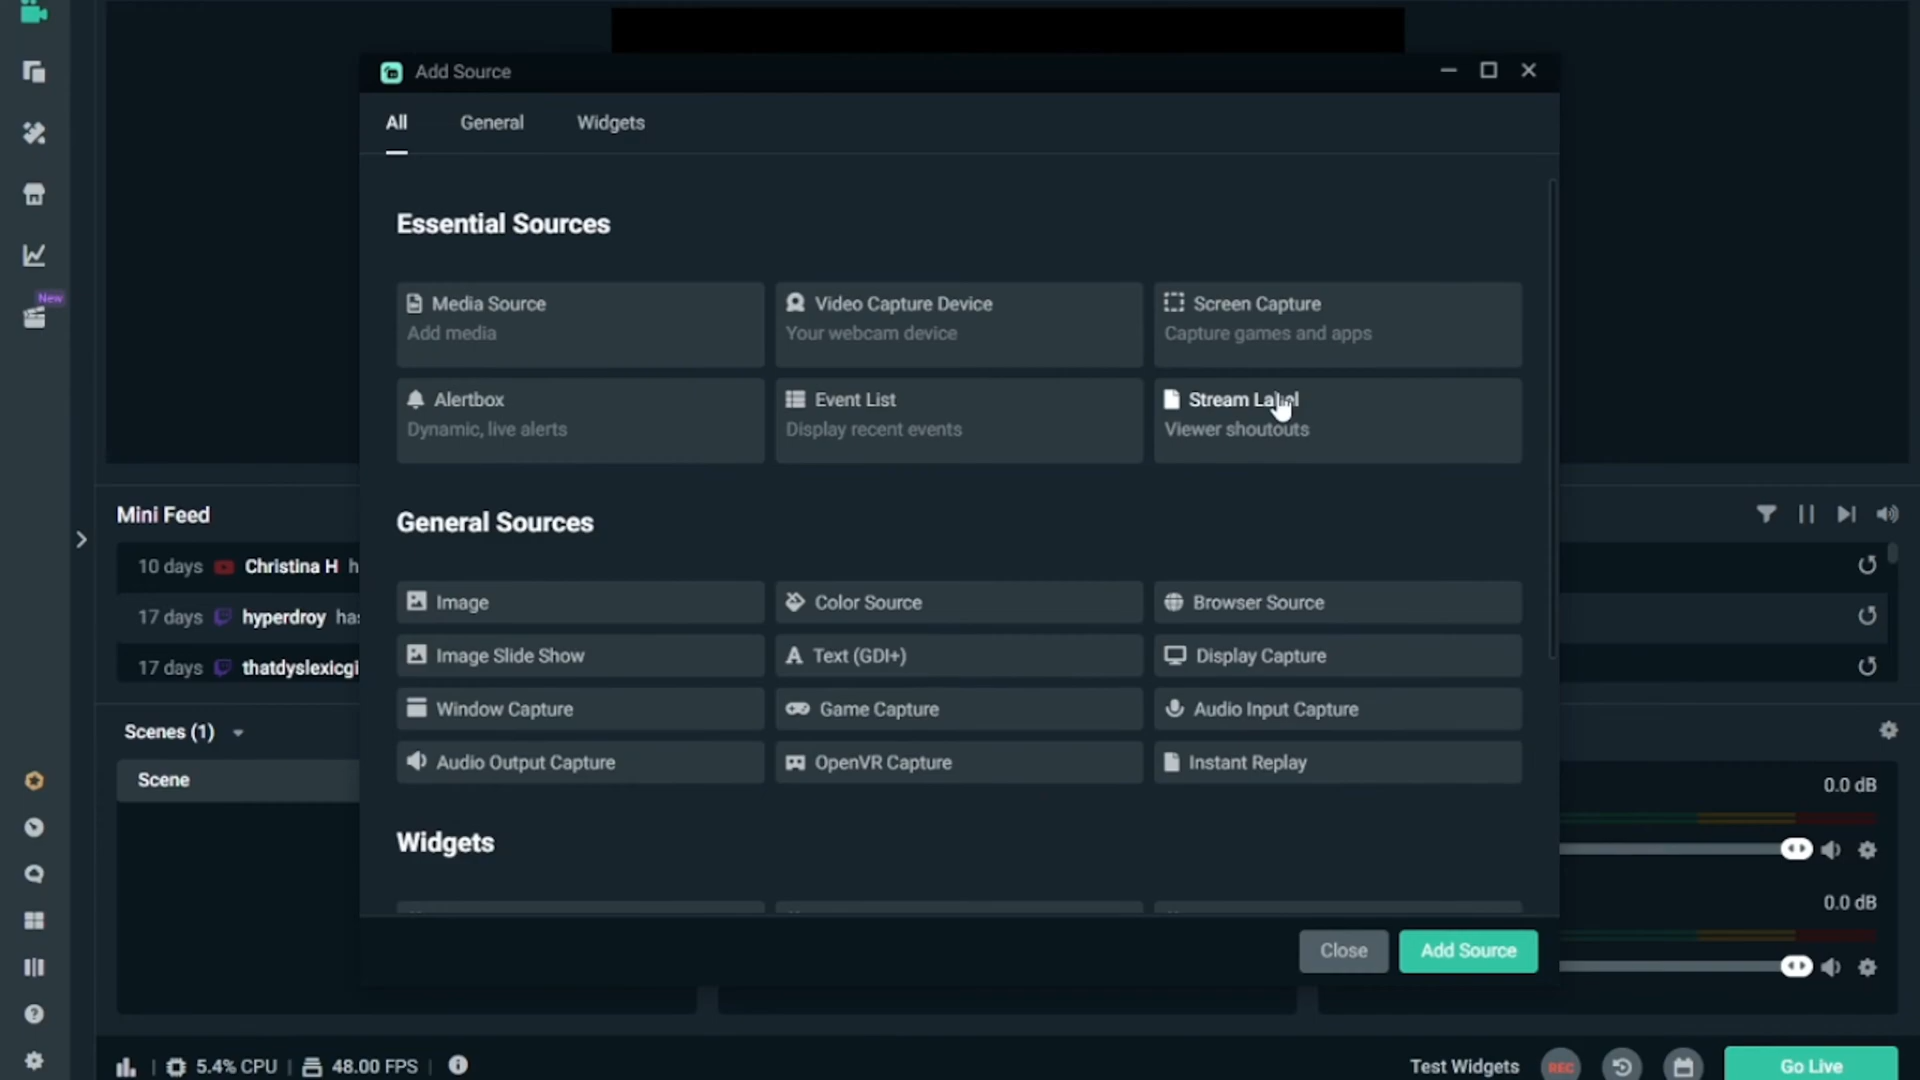 Add Source
All General Widgets
Essential Sources
Media Source
Add media
Video Capture Device
Your webcam device
Screen Capture
Capture games and apps
Alertbox
Dynamic, live alerts
Event List
Display recent events
Stream Label
Viewer shoutouts
General Sources
Image
Color Source
Browser Source
Image Slide Show
Text (GDI+)
Display Capture
Window Capture
Game Capture
Audio Input Capture
Audio Output Capture
OpenVR Capture
Instant Replay
Widgets
Close
Add Source
New
Mini Feed
10 days Christina H h
17 days hyperdroy has
17 days thatdyslexicgi
Scenes (1)
Scene
0.0 dB
0.0 dB
5.4% CPU
48.00 FPS
Test Widgets
REC
Go Live